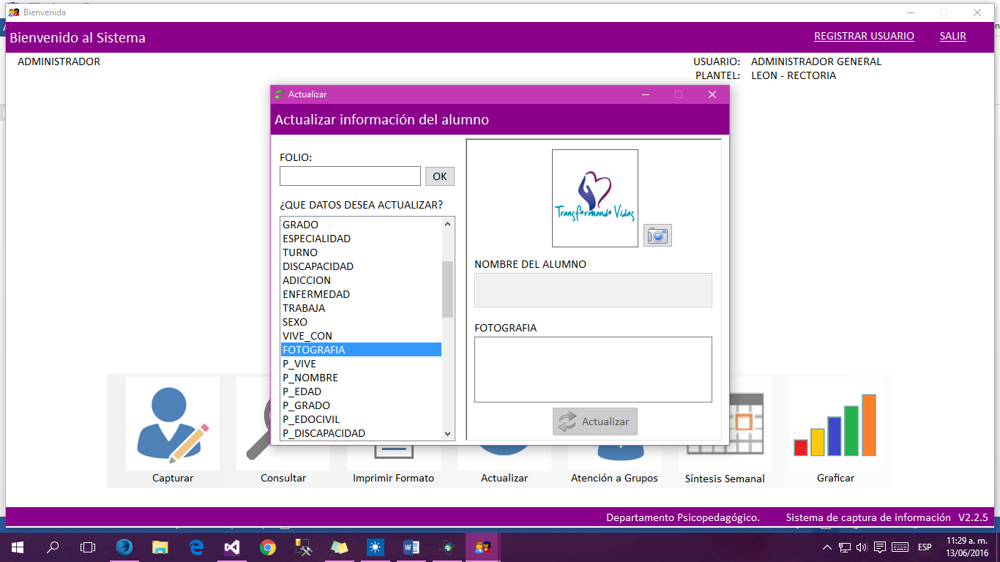 Bienvenida
Bienvenido al Sistema
REGISTRAR USUARIO
SALIR
ADMINISTRADOR
USUARIO: ADMINISTRADOR GENERAL
PLANTEL: LEON - RECTORIA
Actualizar
Actualizar información del alumno
FOLIO:
OK
¿QUE DATOS DESEA ACTUALIZAR?
GRADO
ESPECIALIDAD
TURNO
DISCAPACIDAD
ADICCION
ENFERMEDAD
TRABAJA
SEXO
VIVE_CON
FOTOGRAFIA
P_VIVE
P_NOMBRE
P_EDAD
P_GRADO
P_EDOCIVIL
P_DISCAPACIDAD
Transformando Vidas
NOMBRE DEL ALUMNO
FOTOGRAFIA
Actualizar
Capturar
Consultar
Imprimir Formato
Actualizar
Atención a Grupos
Síntesis Semanal
Graficar
Departamento Psicopedagógico.
Sistema de captura de información V2.2.5
ESP
11:29 a. m.
13/06/2016